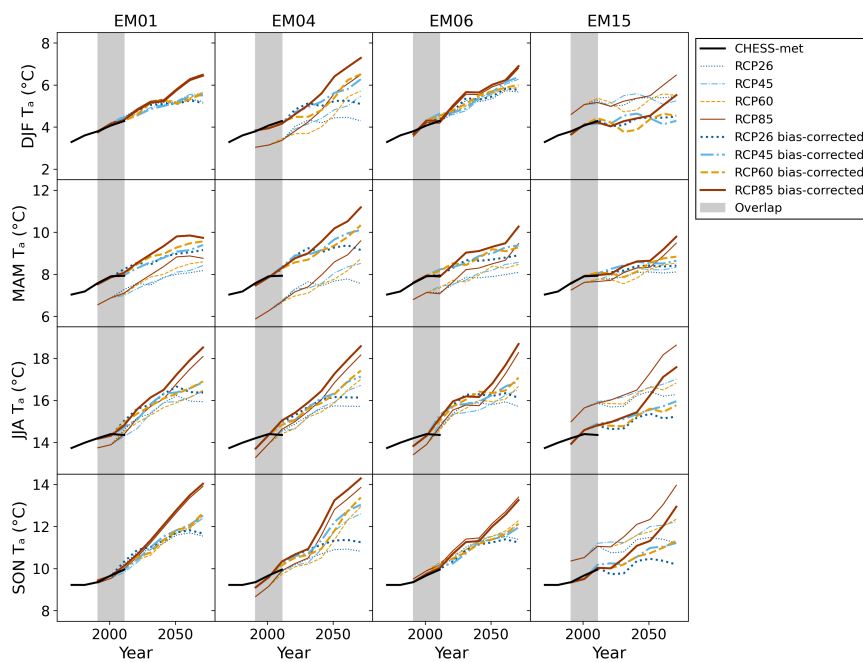 EM01 EM04 EM06 EM15
CHESS-met
RCP26
RCP45
RCP60
RCP85
RCP26 bias-corrected
RCP45 bias-corrected
RCP60 bias-corrected
RCP85 bias-corrected
Overlap
DJF Tₐ (°C)
8
6
4
2
MAM Tₐ (°C)
12
10
8
6
JJA Tₐ (°C)
18
16
14
SON Tₐ (°C)
14
12
10
8
2000 2050 2000 2050 2000 2050 2000 2050
Year Year Year Year